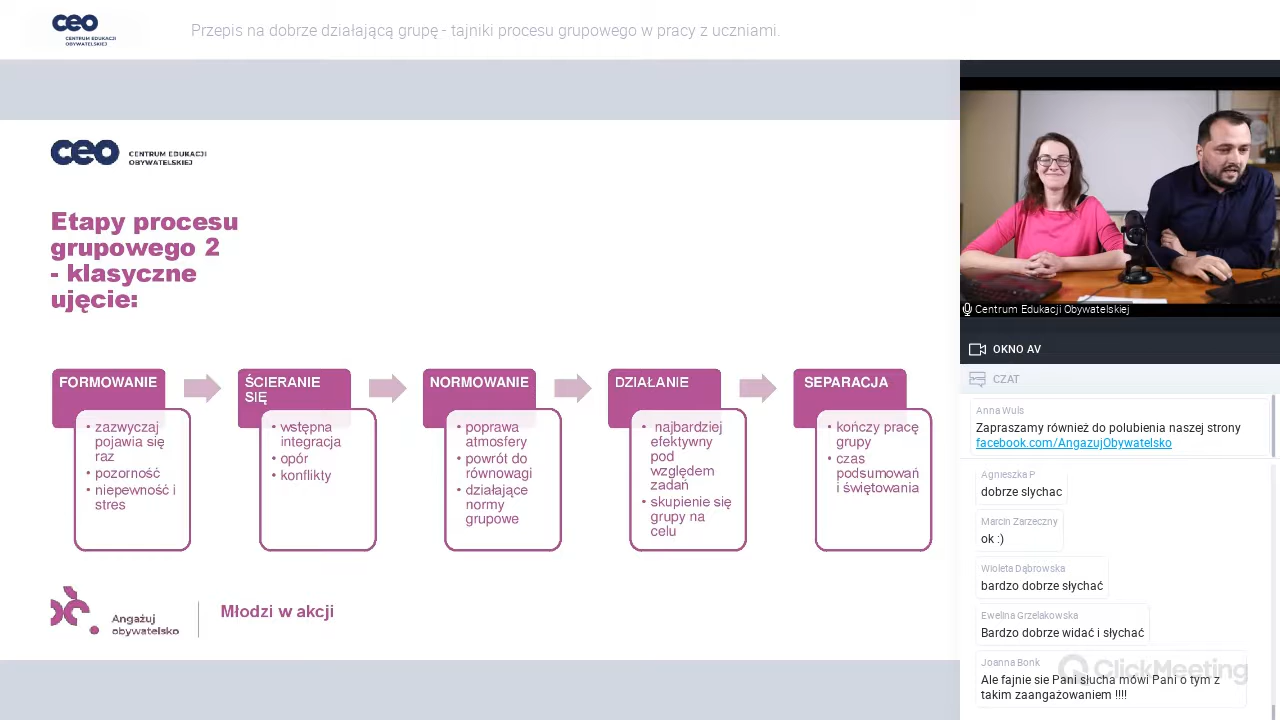 ceo
CENTRUM EDUKACJI
OBYWATELSKIEJ
Przepis na dobrze działającą grupę - tajniki procesu grupowego w pracy z uczniami.
ceo
CENTRUM EDUKACJI
OBYWATELSKIEJ
Etapy procesu
grupowego 2
- klasyczne
ujęcie:
FORMOWANIE
• zazwyczaj
pojawia się
raz
• pozorność
• niepewność i
stres
ŚCIERANIE
SIĘ
• wstępna
integracja
• opór
• konflikty
NORMOWANIE
• poprawa
atmosfery
• powrót do
równowagi
• działające
normy
grupowe
DZIAŁANIE
• najbardziej
efektywny
pod
względem
zadań
• skupienie się
grupy na
celu
SEPARACJA
• kończy pracę
grupy
• czas
podsumowań
i świętowania
Angażuj
obywatelsko
Młodzi w akcji
Centrum Edukacji Obywatelskiej
OKNO AV
CZAT
Anna Wuls
Zapraszamy również do polubienia naszej strony
facebook.com/AngazujObywatelsko
Agnieszka P
dobrze slychac
Marcin Zarzeczny
ok :)
Wioleta Dąbrowska
bardzo dobrze słychać
Ewelina Grzelakowska
Bardzo dobrze widać i słychać
Joanna Bonk
Ale fajnie sie Pani słucha mówi Pani o tym z
takim zaangażowaniem !!!!
ClickMeeting